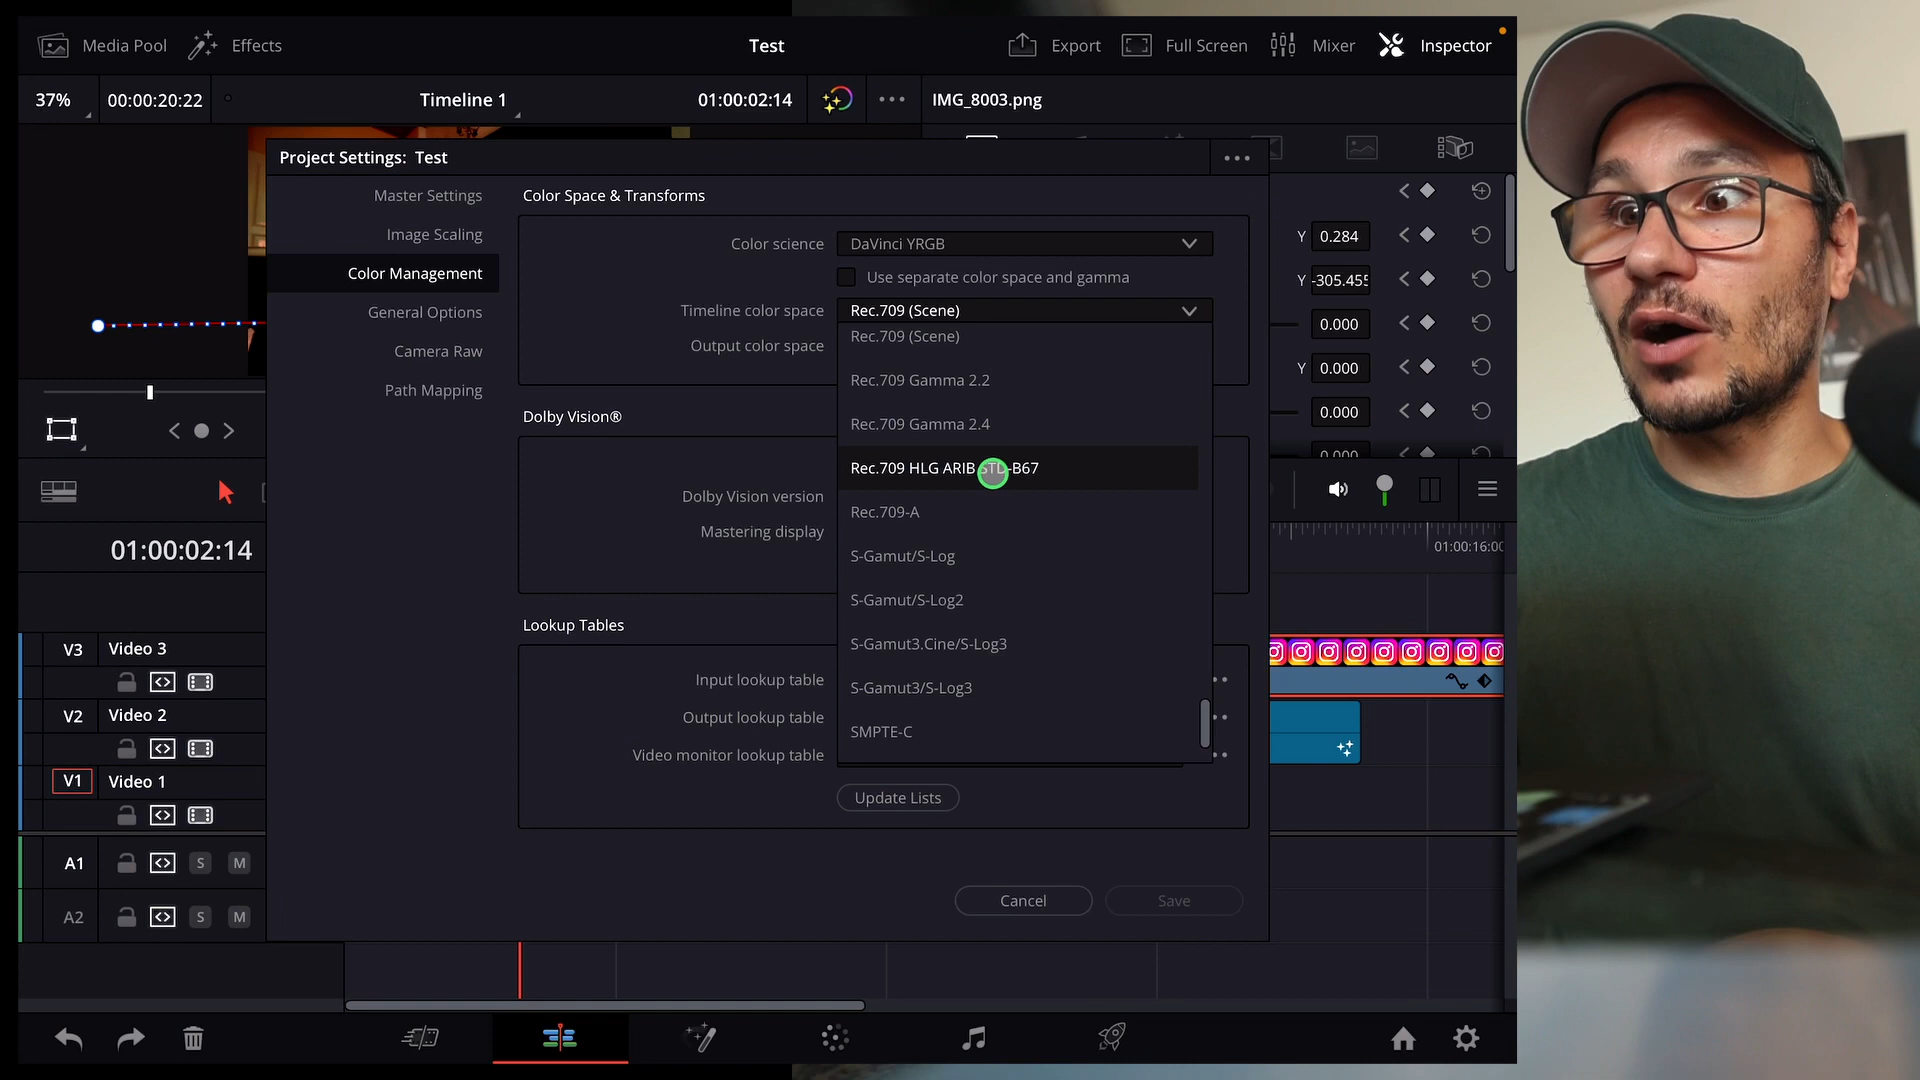 Media Pool
Effects
Test
Export
Full Screen
Mixer
Inspector
37%
00:00:20:22
Timeline 1
01:00:02:14
IMG_8003.png
Project Settings: Test
Master Settings
Image Scaling
Color Management
General Options
Camera Raw
Path Mapping
Color Space & Transforms
Color science
DaVinci YRGB
Use separate color space and gamma
Timeline color space
Rec.709 (Scene)
Output color space
Rec.709 (Scene)
Rec.709 Gamma 2.2
Rec.709 Gamma 2.4
Rec.709 HLG ARIB STD-B67
Rec.709-A
S-Gamut/S-Log
S-Gamut/S-Log2
S-Gamut3.Cine/S-Log3
S-Gamut3/S-Log3
SMPTE-C
Dolby Vision®
Dolby Vision version
Mastering display
Lookup Tables
Input lookup table
Output lookup table
Video monitor lookup table
Update Lists
Cancel
Save
Y 0.284
Y -305.455
0.000
Y 0.000
0.000
0.000
01:00:02:14
01:00:16:00
V3 Video 3
V2 Video 2
V1 Video 1
A1 S M
A2 S M